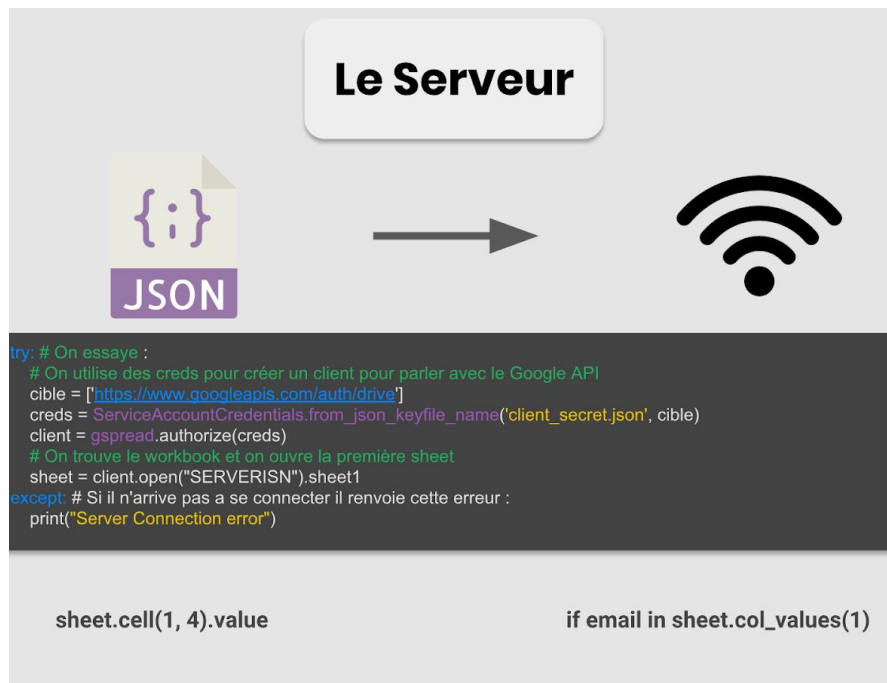 Le Serveur
{;}
JSON
try: # On essaye :
# On utilise des creds pour créer un client pour parler avec le Google API
cible = ['https://www.googleapis.com/auth/drive']
creds = ServiceAccountCredentials.from_json_keyfile_name('client_secret.json', cible)
client = gspread.authorize(creds)
# On trouve le workbook et on ouvre la première sheet
sheet = client.open("SERVERISN").sheet1
except: # Si il n'arrive pas a se connecter il renvoie cette erreur :
print("Server Connection error")
sheet.cell(1, 4).value
if email in sheet.col_values(1)